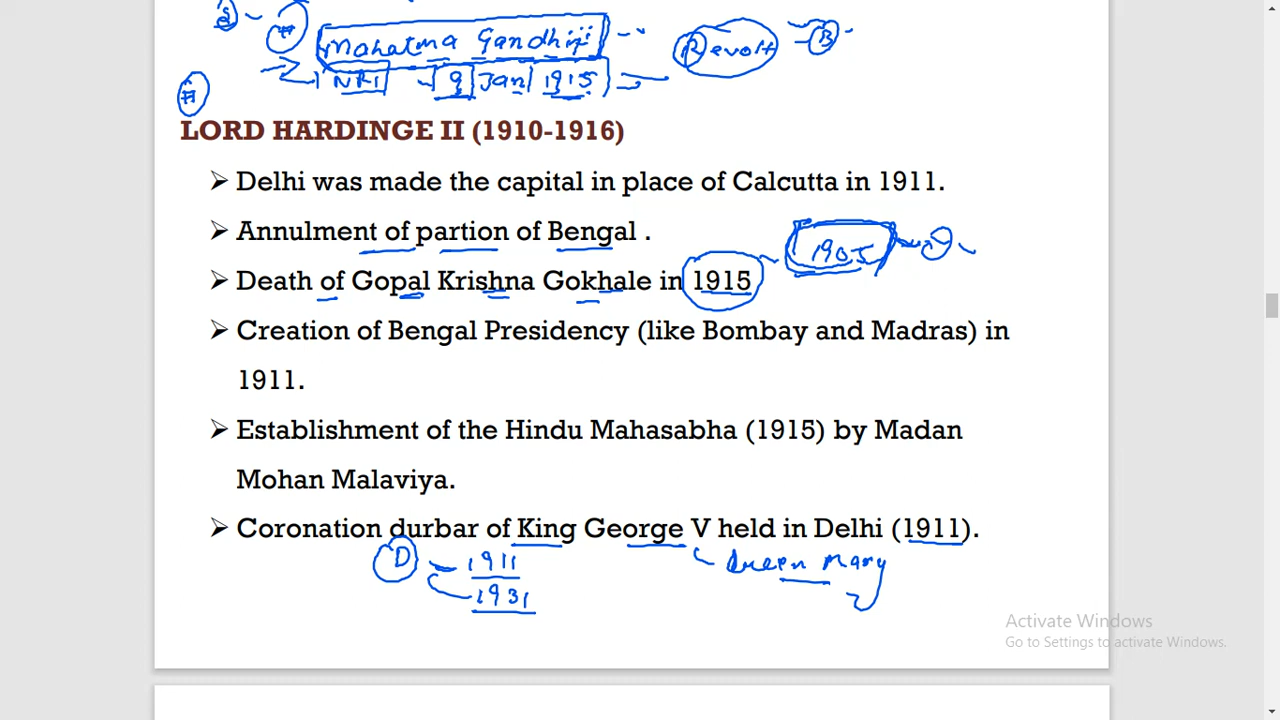 Mahatma Gandhiji
Revolt
B
NRI 9 Jan 1915
#
LORD HARDINGE II (1910-1916)
➢ Delhi was made the capital in place of Calcutta in 1911.
➢ Annulment of partion of Bengal .
1905
➢ Death of Gopal Krishna Gokhale in 1915
➢ Creation of Bengal Presidency (like Bombay and Madras) in
1911.
➢ Establishment of the Hindu Mahasabha (1915) by Madan
Mohan Malaviya.
➢ Coronation durbar of King George V held in Delhi (1911).
D 1911 Queen Mary
1931
Activate Windows
Go to Settings to activate Windows.